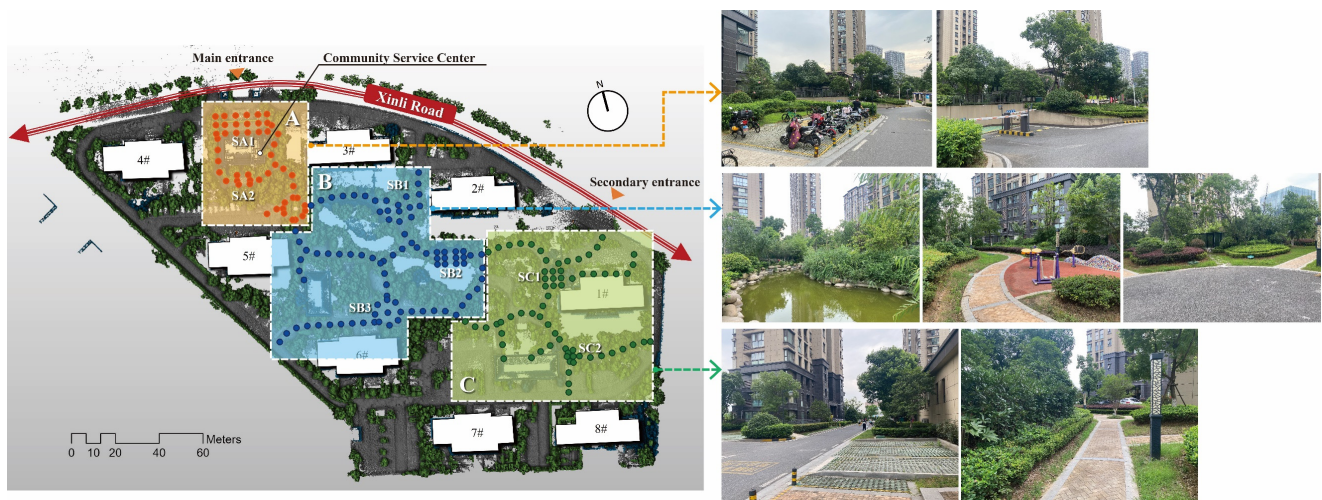 Main entrance
Community Service Center
Xinli Road
N
A
SA1
SA2
4#
3#
B
SB1
2#
Secondary entrance
5#
SB2
SB3
SC1
1#
6#
SC2
C
7#
8#
Meters
0 10 20 40 60